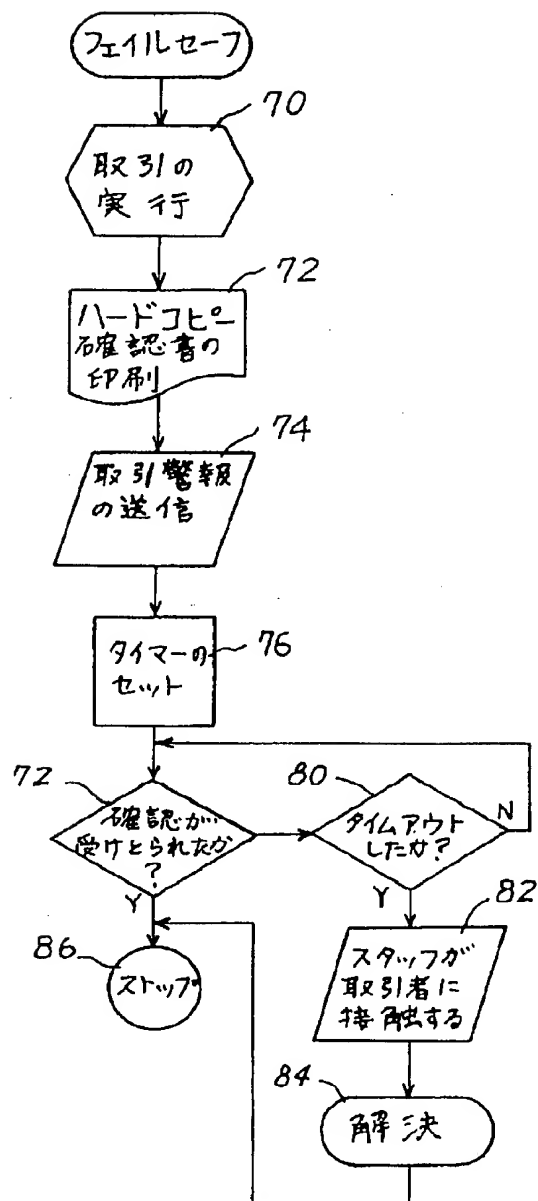 フェイルセーフ
70
取引の
実行
72
ハードコピー
確認書の
印刷
74
取引警報
の送信
76
タイマーの
セット
72
確認が
受けとられたか
?
Y
80
タイムアウト
したか?
N
Y
82
スタッフが
取引者に
接触する
86
ストップ
84
解決